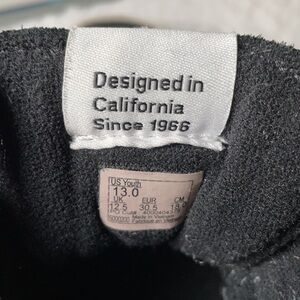 Designed in
California
Since 1966
US Youth
13.0
UK EUR CM
12.5 30.5
Made in Vietnam